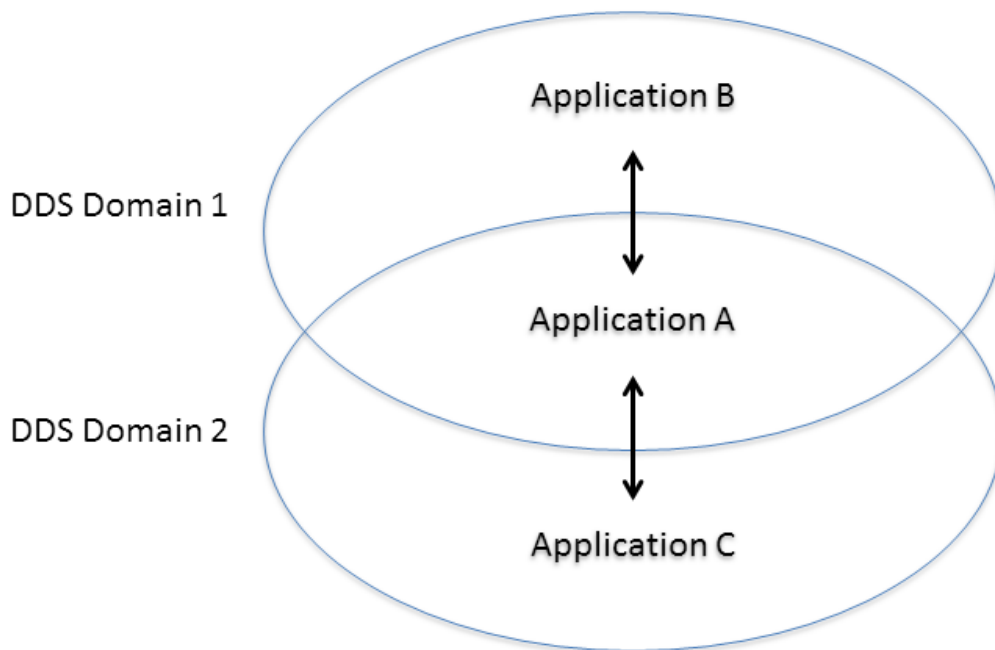 Application B
DDS Domain 1
Application A
DDS Domain 2
Application C